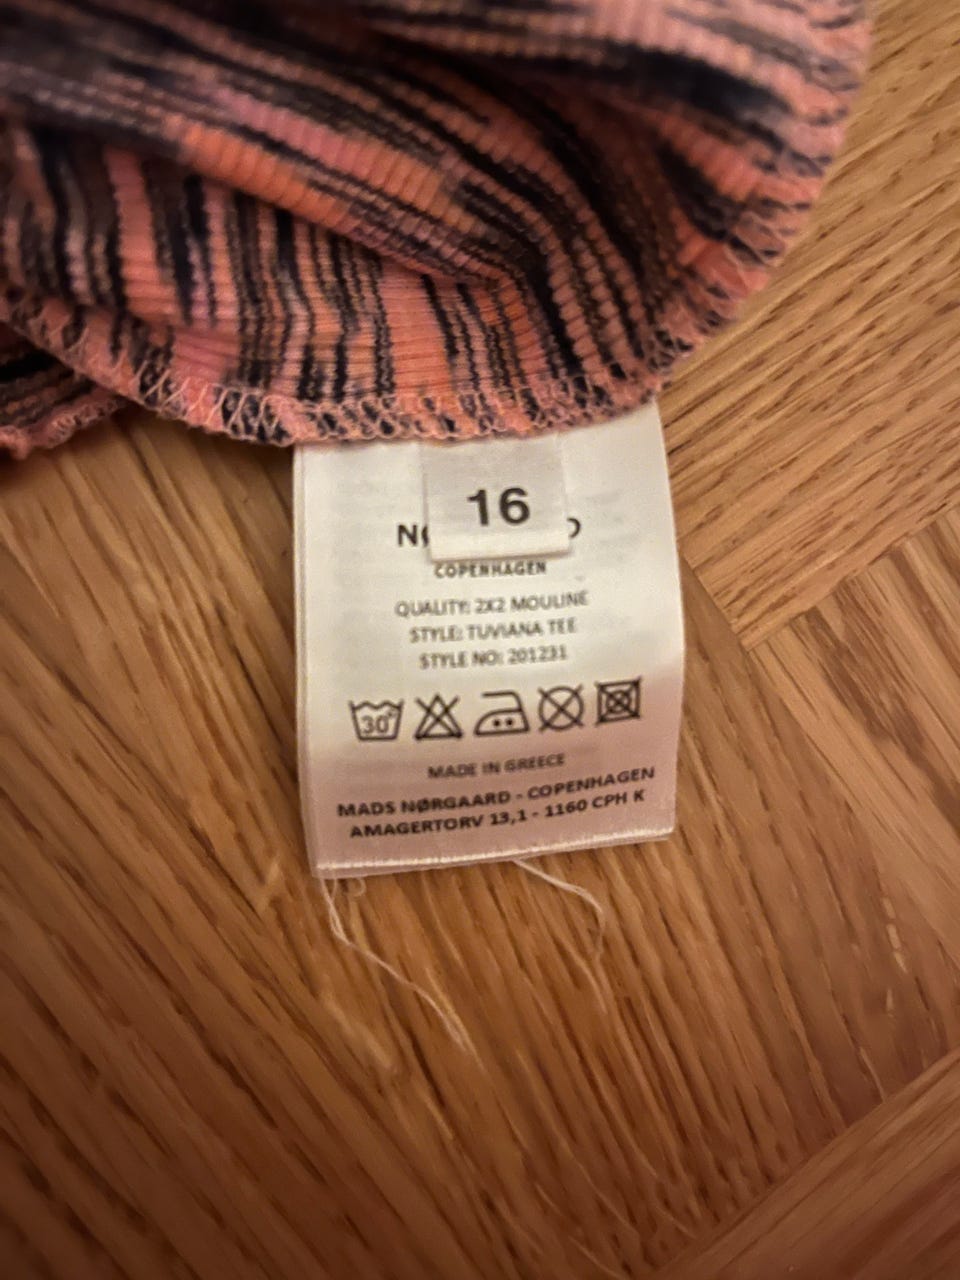 16
COPENHAGEN
QUALITY: 2X2 MOULINE
STYLE: TUVIANA TEE
STYLE NO: 201231
30°
MADE IN GREECE
MADS NØRGAARD - COPENHAGEN
AMAGERTORV 13,1 - 1160 CPH K